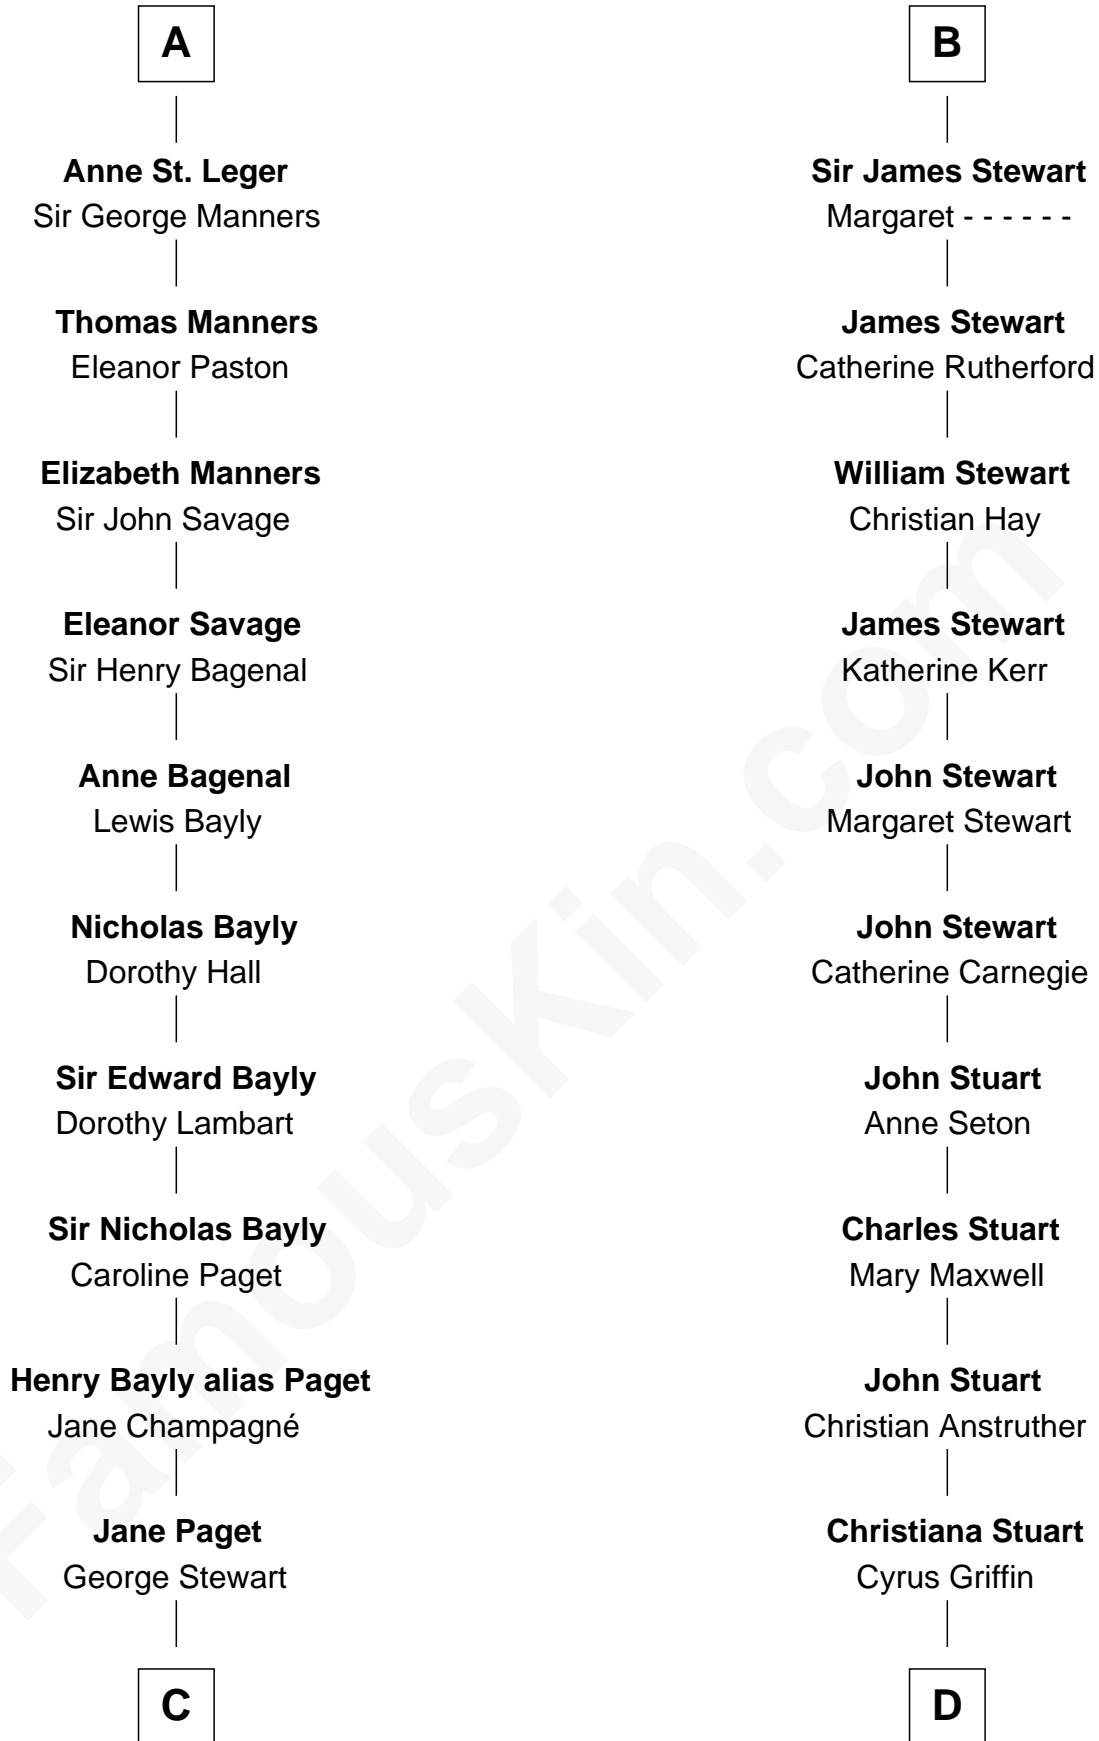 A
Anne St. Leger
Sir George Manners
Thomas Manners
Eleanor Paston
Elizabeth Manners
Sir John Savage
Eleanor Savage
Sir Henry Bagenal
Anne Bagenal
Lewis Bayly
Nicholas Bayly
Dorothy Hall
Sir Edward Bayly
Dorothy Lambart
Sir Nicholas Bayly
Caroline Paget
Henry Bayly alias Paget
Jane Champagné
Jane Paget
George Stewart
C
B
Sir James Stewart
Margaret - - - - - -
James Stewart
Catherine Rutherford
William Stewart
Christian Hay
James Stewart
Katherine Kerr
John Stewart
Margaret Stewart
John Stewart
Catherine Carnegie
John Stuart
Anne Seton
Charles Stuart
Mary Maxwell
John Stuart
Christian Anstruther
Christiana Stuart
Cyrus Griffin
D
FamousKin.com